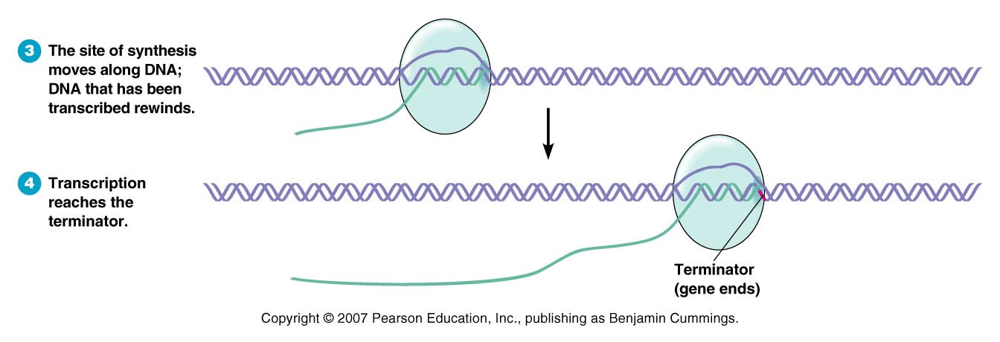 3 The site of synthesis
moves along DNA;
DNA that has been
transcribed rewinds.
4 Transcription
reaches the
terminator.
Terminator
(gene ends)
Copyright © 2007 Pearson Education, Inc., publishing as Benjamin Cummings.